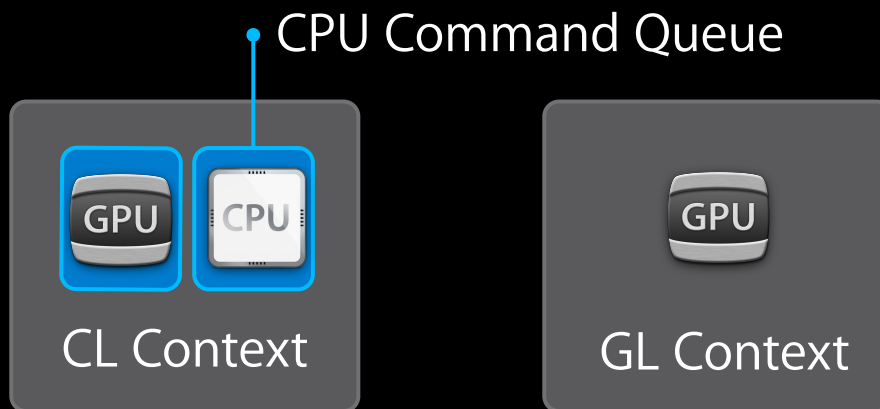 CPU Command Queue
GPU
CPU
GPU
CL Context
GL Context